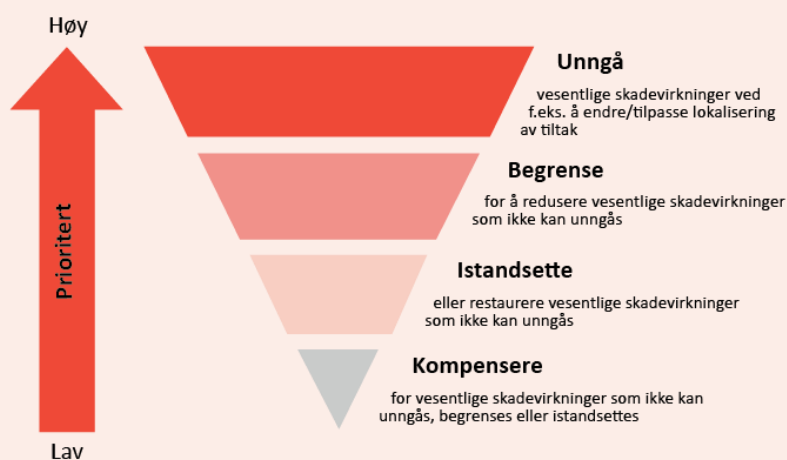 Høy
Prioritert
Lav
Unngå
vesentlige skadevirkninger ved
f.eks. å endre/tilpasse lokalisering
av tiltak
Begrense
for å redusere vesentlige skadevirkninger
som ikke kan unngås
Istandsette
eller restaurere vesentlige skadevirkninger
som ikke kan unngås
Kompensere
for vesentlige skadevirkninger som ikke kan
unngås, begrenses eller istandsettes